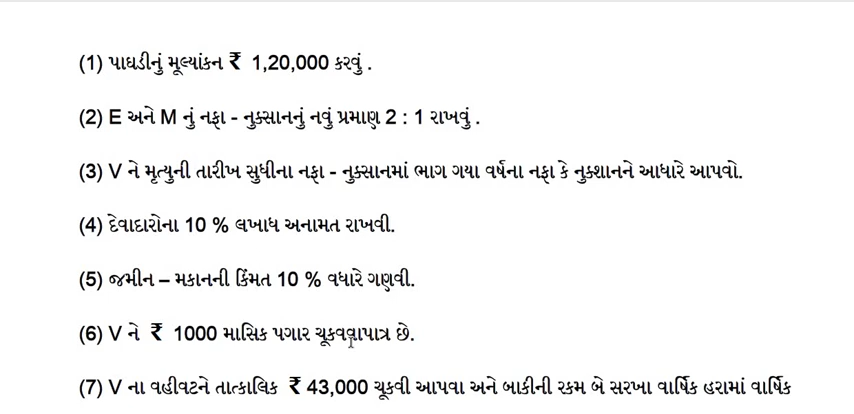 (1) પાઘડીનું મૂલ્યાંકન ₹ 1,20,000 કરવું .
(2) E અને M નું નફા - નુકસાનનું નવું પ્રમાણ 2 : 1 રાખવું .
(3) V ને મૃત્યુની તારીખ સુધીના નફા - નુકસાનમાં ભાગ ગયા વર્ષના નફા કે નુકશાનને આધારે આપવો.
(4) દેવાદારોના 10 % લખાધ અનામત રાખવી.
(5) જમીન – મકાનની કિંમત 10 % વધારે ગણવી.
(6) V ને ₹ 1000 માસિક પગાર ચૂકવવાપાત્ર છે.
(7) V ના વહીવટને તાત્કાલિક ₹ 43,000 ચૂકવી આપવા અને બાકીની રકમ બે સરખા વાર્ષિક હરામાં વાર્ષિક